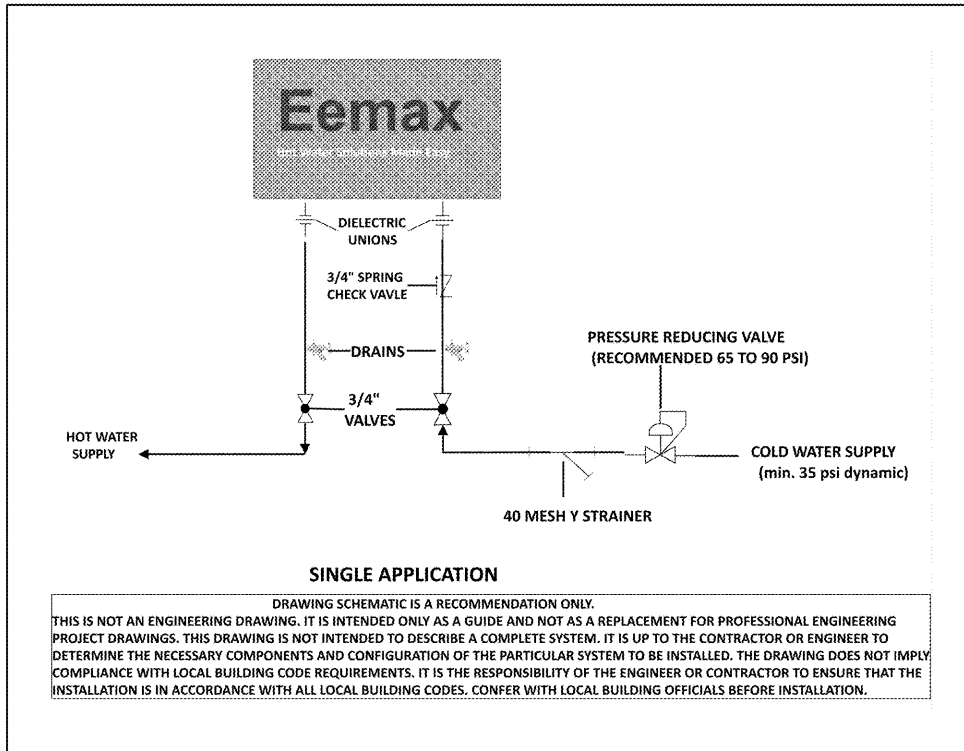 Eemax
Hot Water Solutions Made Easy
DIELECTRIC
UNIONS
3/4" SPRING
CHECK VAVLE
DRAINS
3/4"
VALVES
PRESSURE REDUCING VALVE
(RECOMMENDED 65 TO 90 PSI)
HOT WATER
SUPPLY
COLD WATER SUPPLY
(min. 35 psi dynamic)
40 MESH Y STRAINER
SINGLE APPLICATION
DRAWING SCHEMATIC IS A RECOMMENDATION ONLY.
THIS IS NOT AN ENGINEERING DRAWING. IT IS INTENDED ONLY AS A GUIDE AND NOT AS A REPLACEMENT FOR PROFESSIONAL ENGINEERING
PROJECT DRAWINGS. THIS DRAWING IS NOT INTENDED TO DESCRIBE A COMPLETE SYSTEM. IT IS UP TO THE CONTRACTOR OR ENGINEER TO
DETERMINE THE NECESSARY COMPONENTS AND CONFIGURATION OF THE PARTICULAR SYSTEM TO BE INSTALLED. THE DRAWING DOES NOT IMPLY
COMPLIANCE WITH LOCAL BUILDING CODE REQUIREMENTS. IT IS THE RESPONSIBILITY OF THE ENGINEER OR CONTRACTOR TO ENSURE THAT THE
INSTALLATION IS IN ACCORDANCE WITH ALL LOCAL BUILDING CODES. CONFER WITH LOCAL BUILDING OFFICIALS BEFORE INSTALLATION.